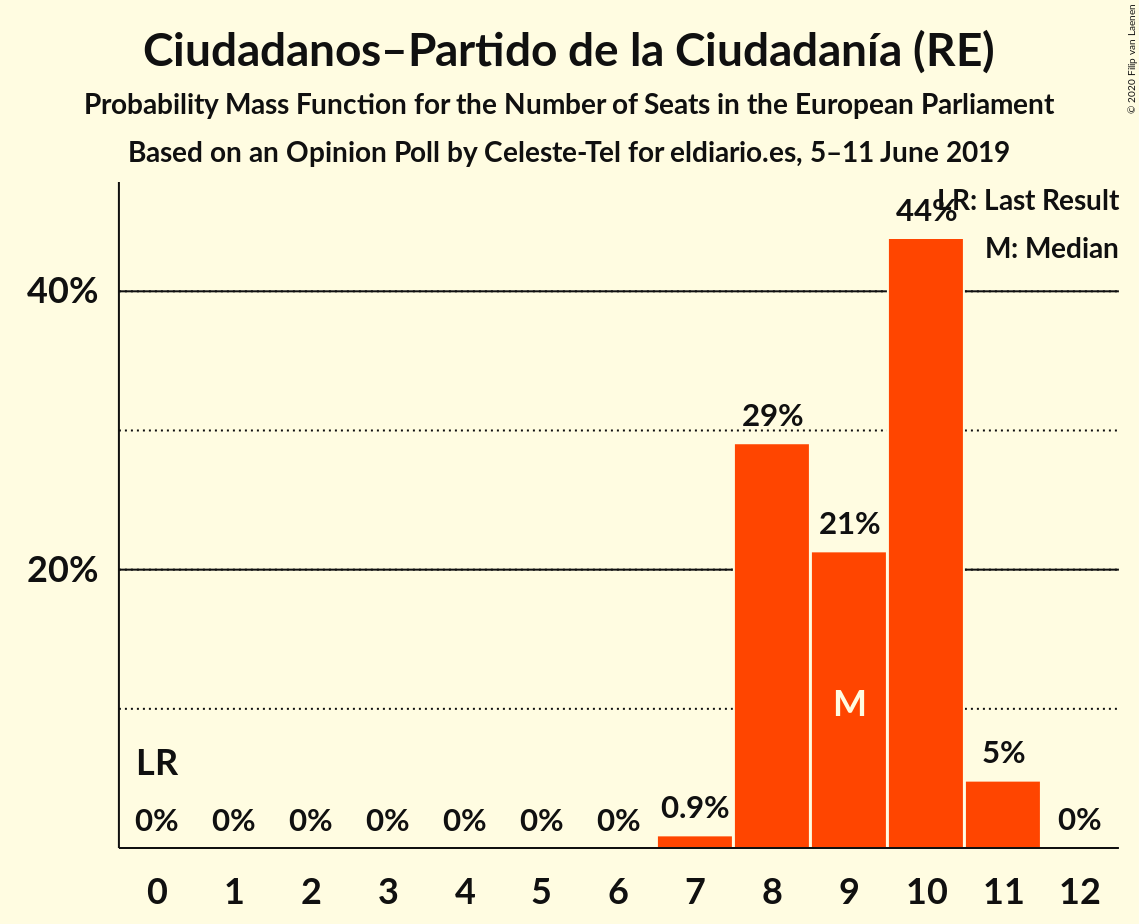 Ciudadanos–Partido de la Ciudadanía (RE)
Probability Mass Function for the Number of Seats in the European Parliament
Based on an Opinion Poll by Celeste-Tel for eldiario.es, 5–11 June 2019
© 2020 Filip van Laenen
LR: Last Result
M: Median
44%
40%
29%
21%
20%
M
LR
5%
0% 0% 0% 0% 0% 0% 0% 0.9% 0%
0 1 2 3 4 5 6 7 8 9 10 11 12